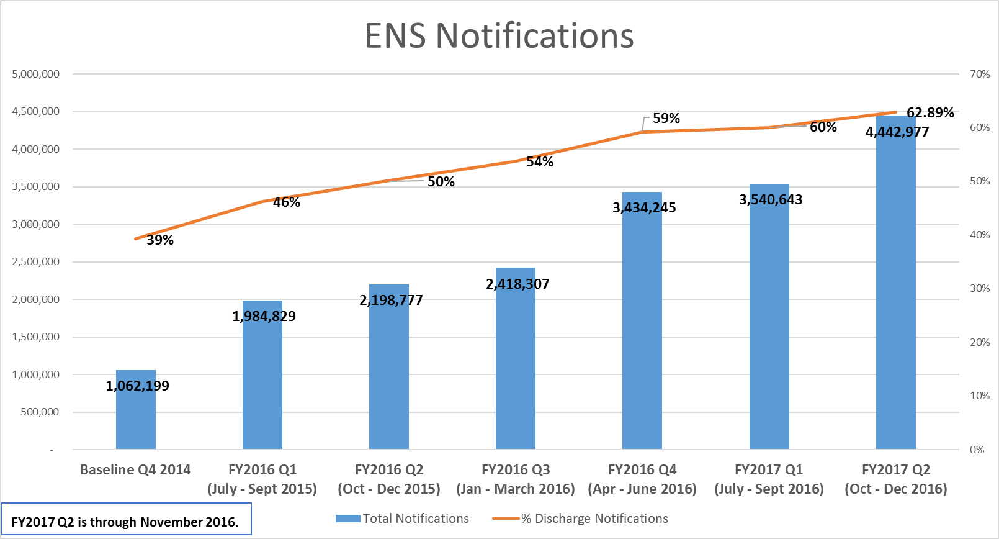 ENS Notifications
5,000,000
4,500,000
4,000,000
3,500,000
3,000,000
2,500,000
2,000,000
1,500,000
1,000,000
500,000
-
70%
60%
50%
40%
30%
20%
10%
0%
39%
46%
50%
54%
59%
60%
62.89%
1,062,199
1,984,829
2,198,777
2,418,307
3,434,245
3,540,643
4,442,977
Baseline Q4 2014
FY2016 Q1
(July - Sept 2015)
FY2016 Q2
(Oct - Dec 2015)
FY2016 Q3
(Jan - March 2016)
FY2016 Q4
(Apr - June 2016)
FY2017 Q1
(July - Sept 2016)
FY2017 Q2
(Oct - Dec 2016)
FY2017 Q2 is through November 2016.
Total Notifications
% Discharge Notifications